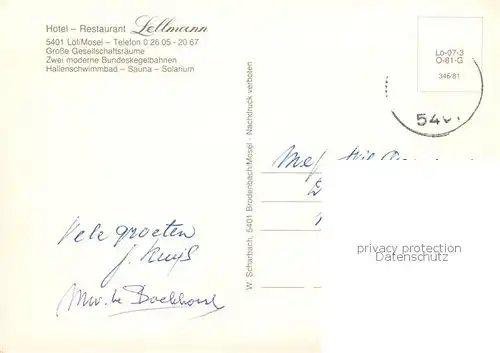 Hotel – Restaurant Lellmann
5401 Löf/Mosel – Telefon 0 26 05 - 20 67
Große Gesellschaftsräume
Zwei moderne Bundeskegelbahnen
Hallenschwimmbad – Sauna – Solarium
Lö-07-3
O-81-G
346/81
W. Scharbach, 5401 Brodenbach/Mosel - Nachdruck verboten
Vele groeten
J. Kuijs
privacy protection
Datenschutz